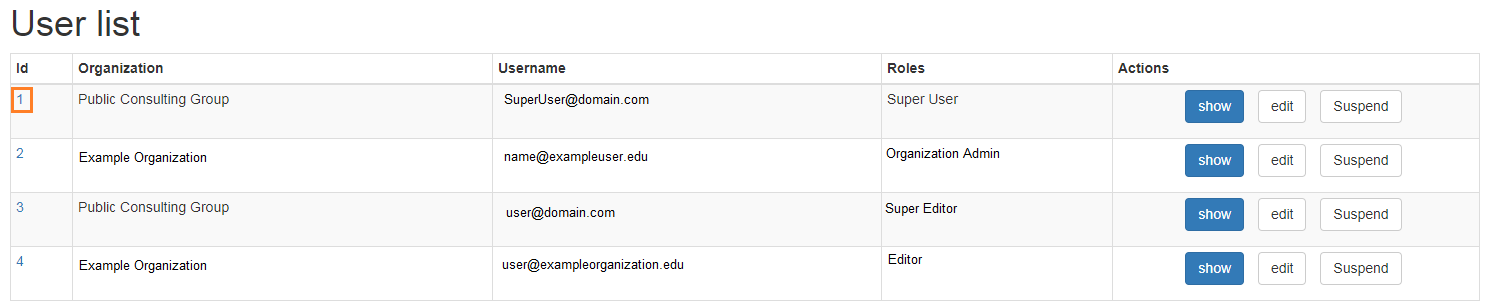 User list
Id Organization Username Roles Actions
1 Public Consulting Group SuperUser@domain.com Super User show edit Suspend
2 Example Organization name@exampleuser.edu Organization Admin show edit Suspend
3 Public Consulting Group user@domain.com Super Editor show edit Suspend
4 Example Organization user@exampleorganization.edu Editor show edit Suspend